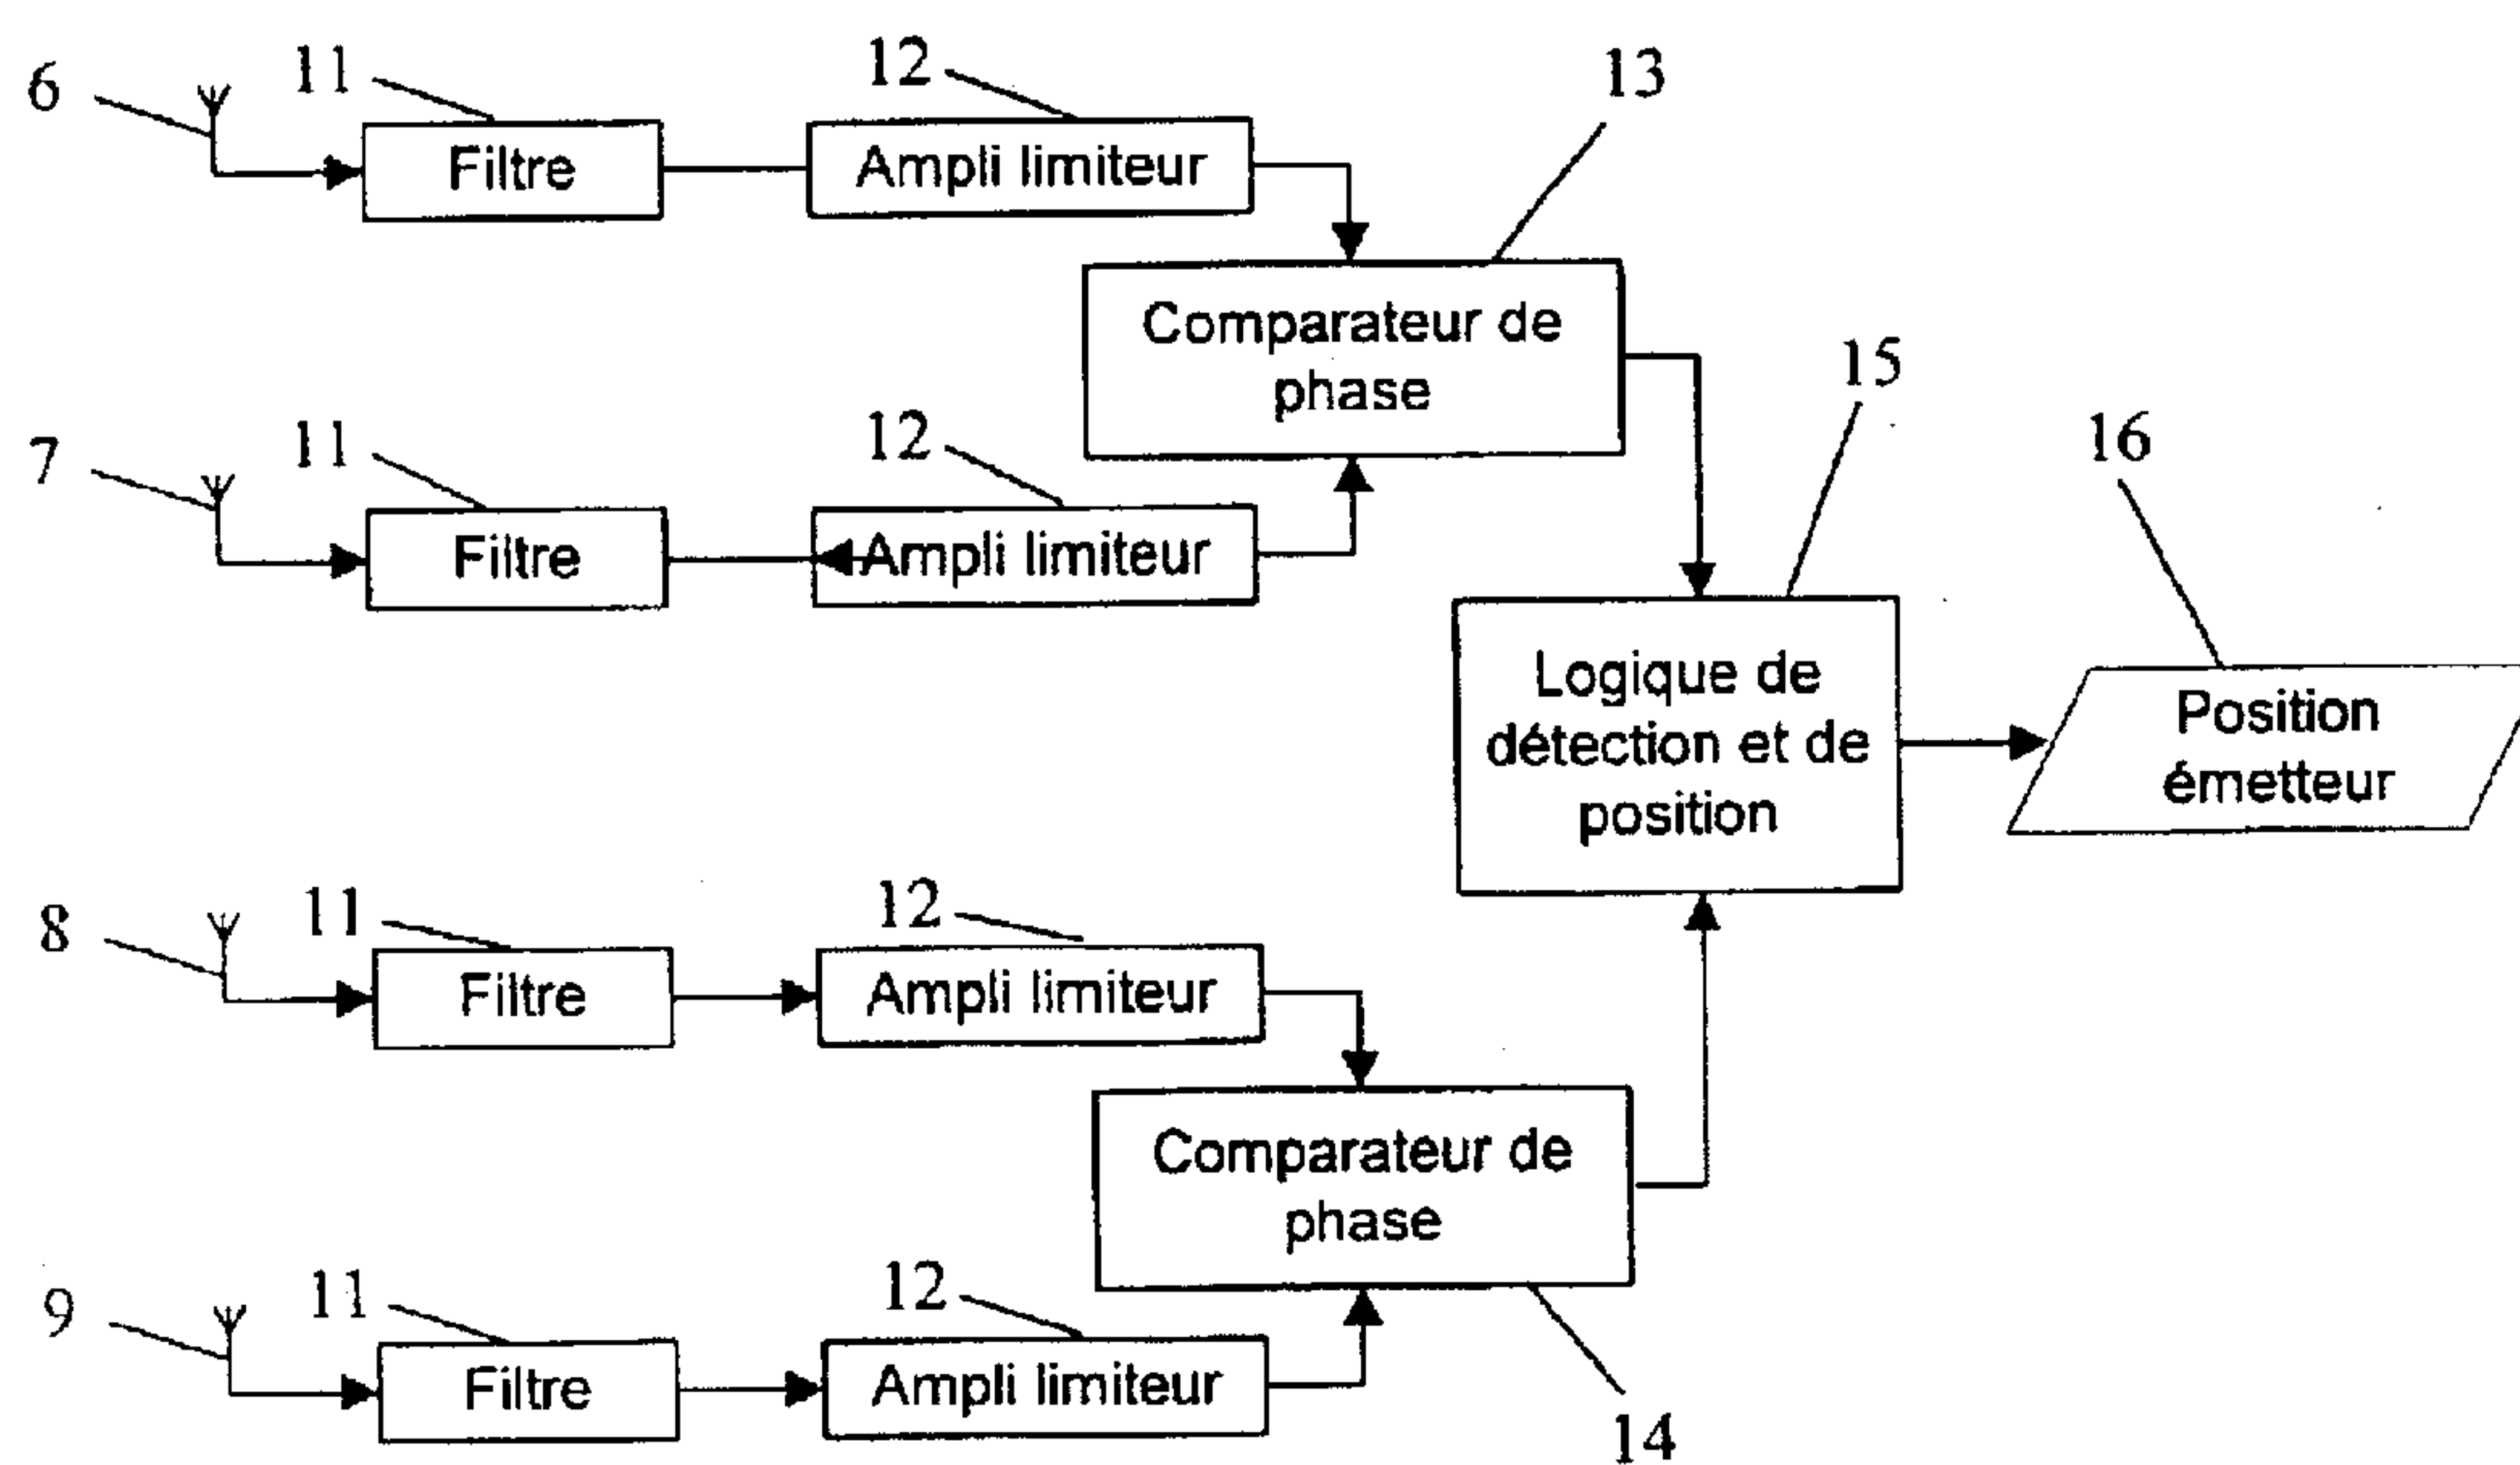 6
11
12
13
Filtre
Ampli limiteur
Comparateur de
phase
7
11
12
15
16
Filtre
Ampli limiteur
Logique de
détection et de
position
Position
émetteur
8
11
12
Filtre
Ampli limiteur
Comparateur de
phase
9
11
12
Filtre
Ampli limiteur
14